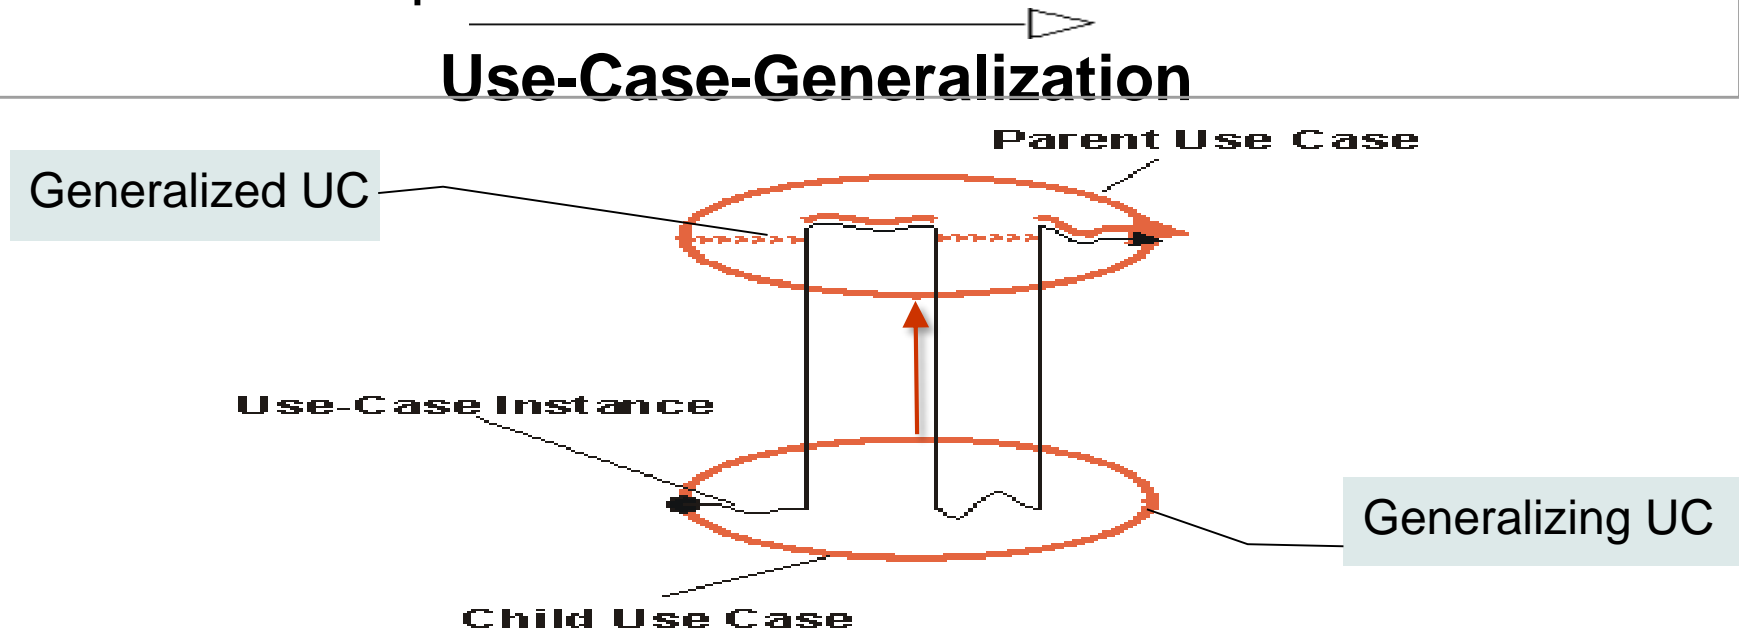 Use-Case-Generalization
Parent Use Case
Generalized UC
Use-Case Instance
Generalizing UC
Child Use Case